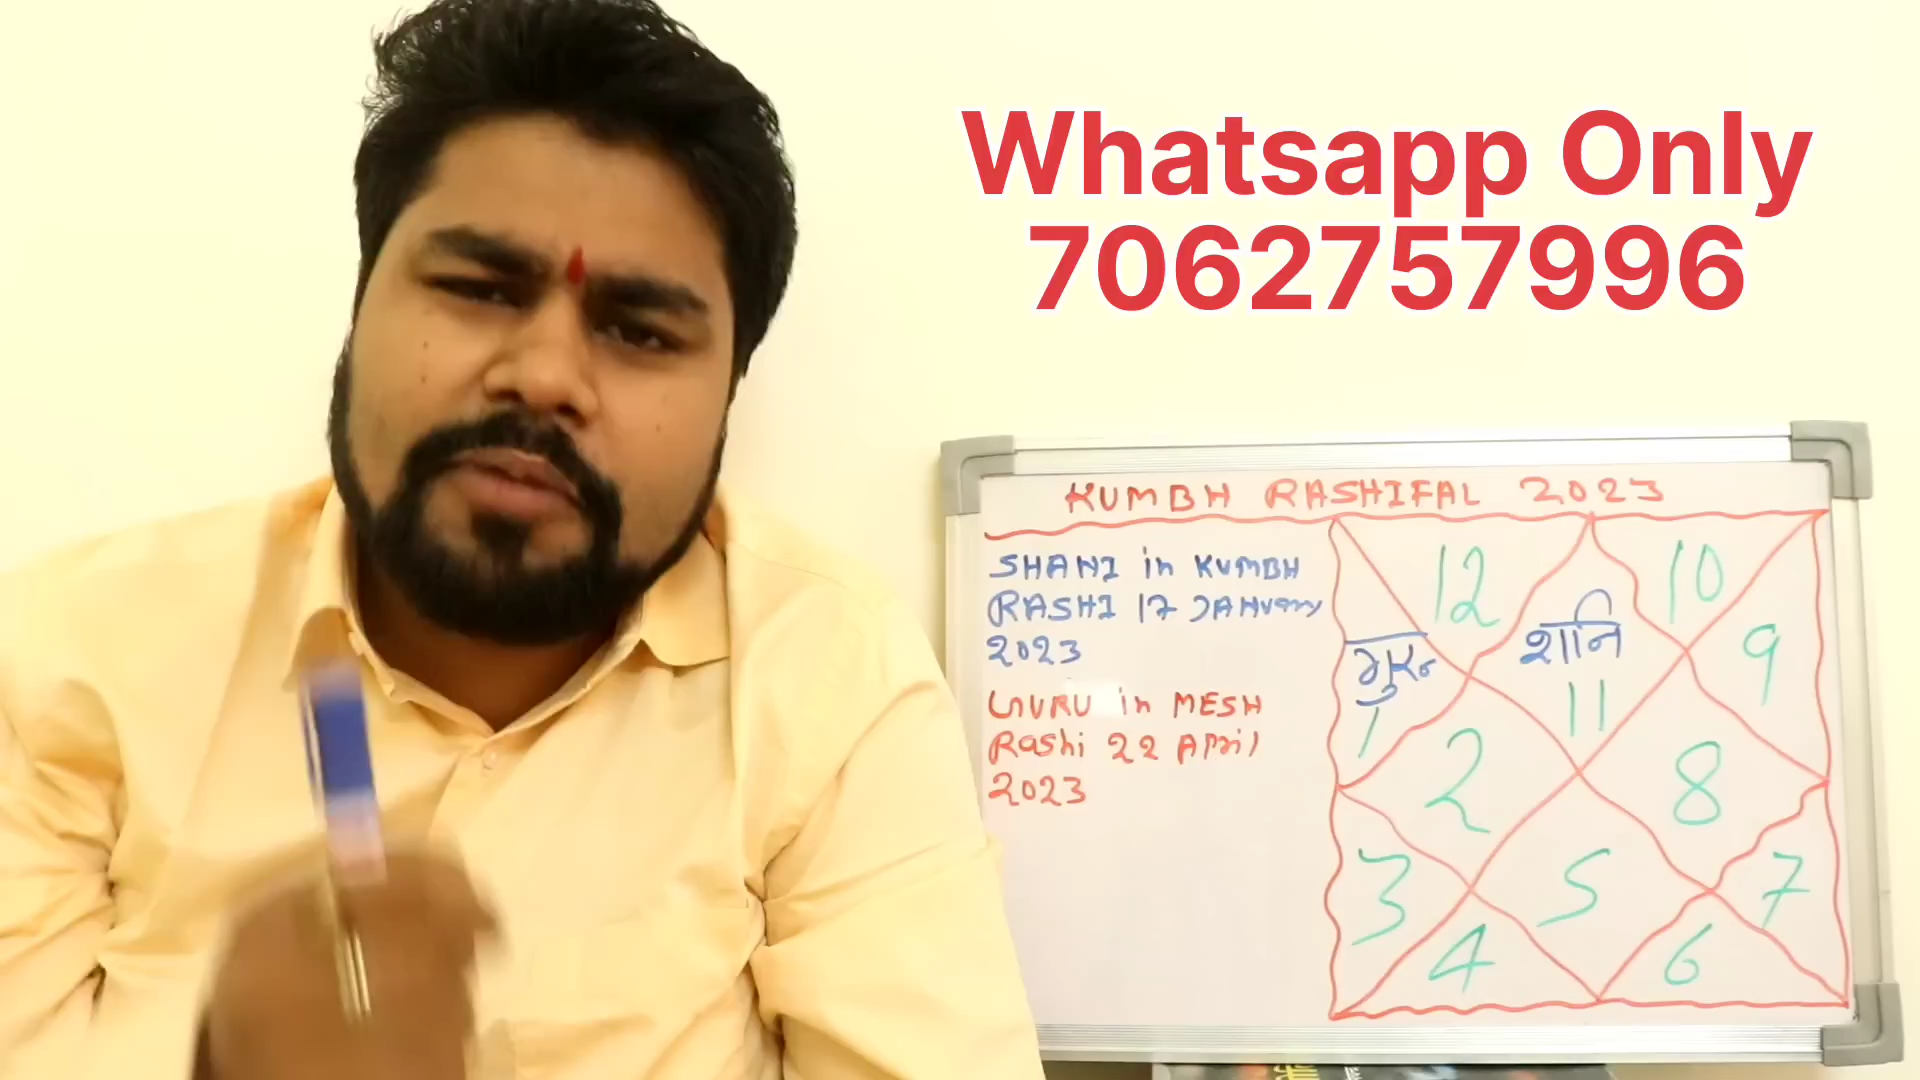 Whatsapp Only
7062757996
KUMBH RASHIFAL 2023
SHANI in KUMBH
RASHI 17 JANuary
2023
GURU in MESH
Rashi 22 APril
2023
12
10
गुरु
शनि
9
1
11
2
8
3
5
7
4
6